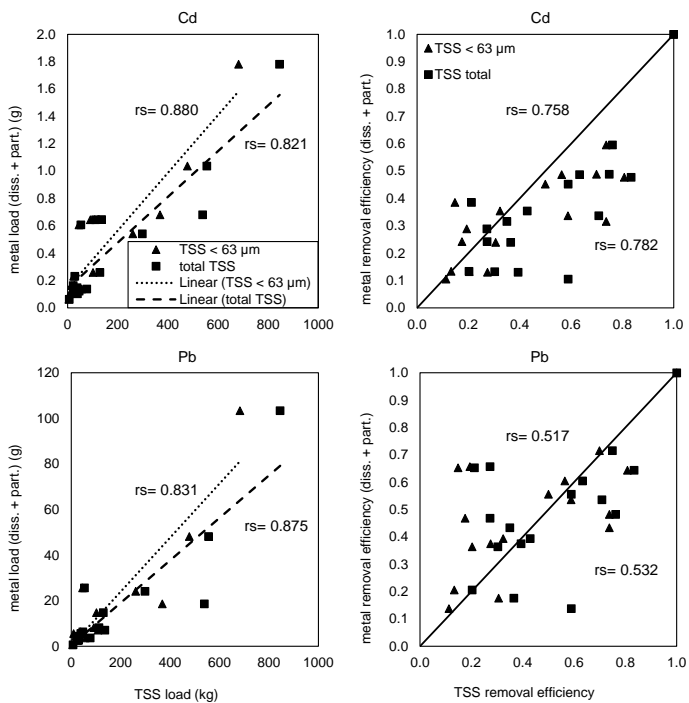 Cd
2.0
1.8
1.6
1.4
1.2
1.0
0.8
0.6
0.4
0.2
0.0
metal load (diss. + part.) (g)
rs= 0.880
rs= 0.821
TSS < 63 µm
total TSS
Linear (TSS < 63 µm)
Linear (total TSS)
0 200 400 600 800 1000
Cd
1.0
0.9
0.8
0.7
0.6
0.5
0.4
0.3
0.2
0.1
0.0
metal removal efficiency (diss. + part.)
TSS < 63 µm
TSS total
rs= 0.758
rs= 0.782
0.0 0.2 0.4 0.6 0.8 1.0
Pb
120
100
80
60
40
20
0
metal load (diss. + part.) (g)
rs= 0.831
rs= 0.875
0 200 400 600 800 1000
TSS load (kg)
Pb
1.0
0.9
0.8
0.7
0.6
0.5
0.4
0.3
0.2
0.1
0.0
metal removal efficiency (diss. + part.)
rs= 0.517
rs= 0.532
0.0 0.2 0.4 0.6 0.8 1.0
TSS removal efficiency